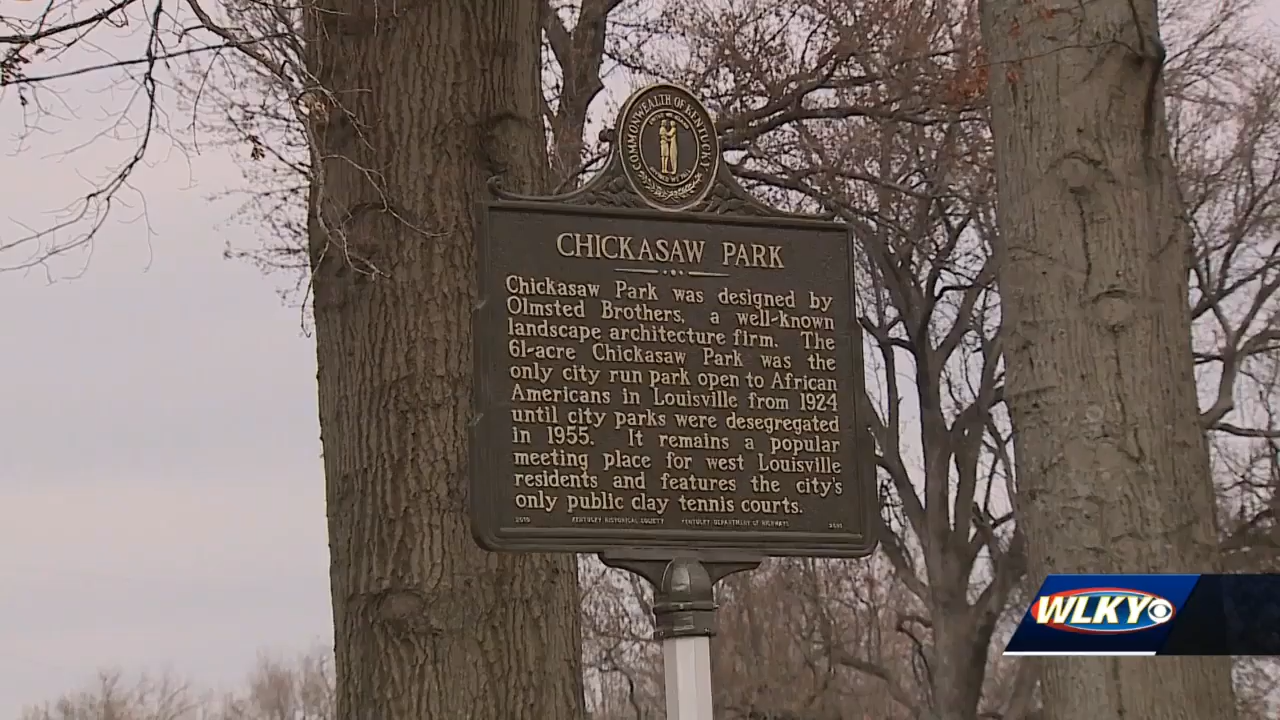 COMMONWEALTH OF KENTUCKY
CHICKASAW PARK
Chickasaw Park was designed by
Olmsted Brothers, a well-known
landscape architecture firm. The
61-acre Chickasaw Park was the
only city run park open to African
Americans in Louisville from 1924
until city parks were desegregated
in 1955. It remains a popular
meeting place for west Louisville
residents and features the city's
only public clay tennis courts.
KENTUCKY HISTORICAL SOCIETY KENTUCKY DEPARTMENT OF HIGHWAYS
WLKY